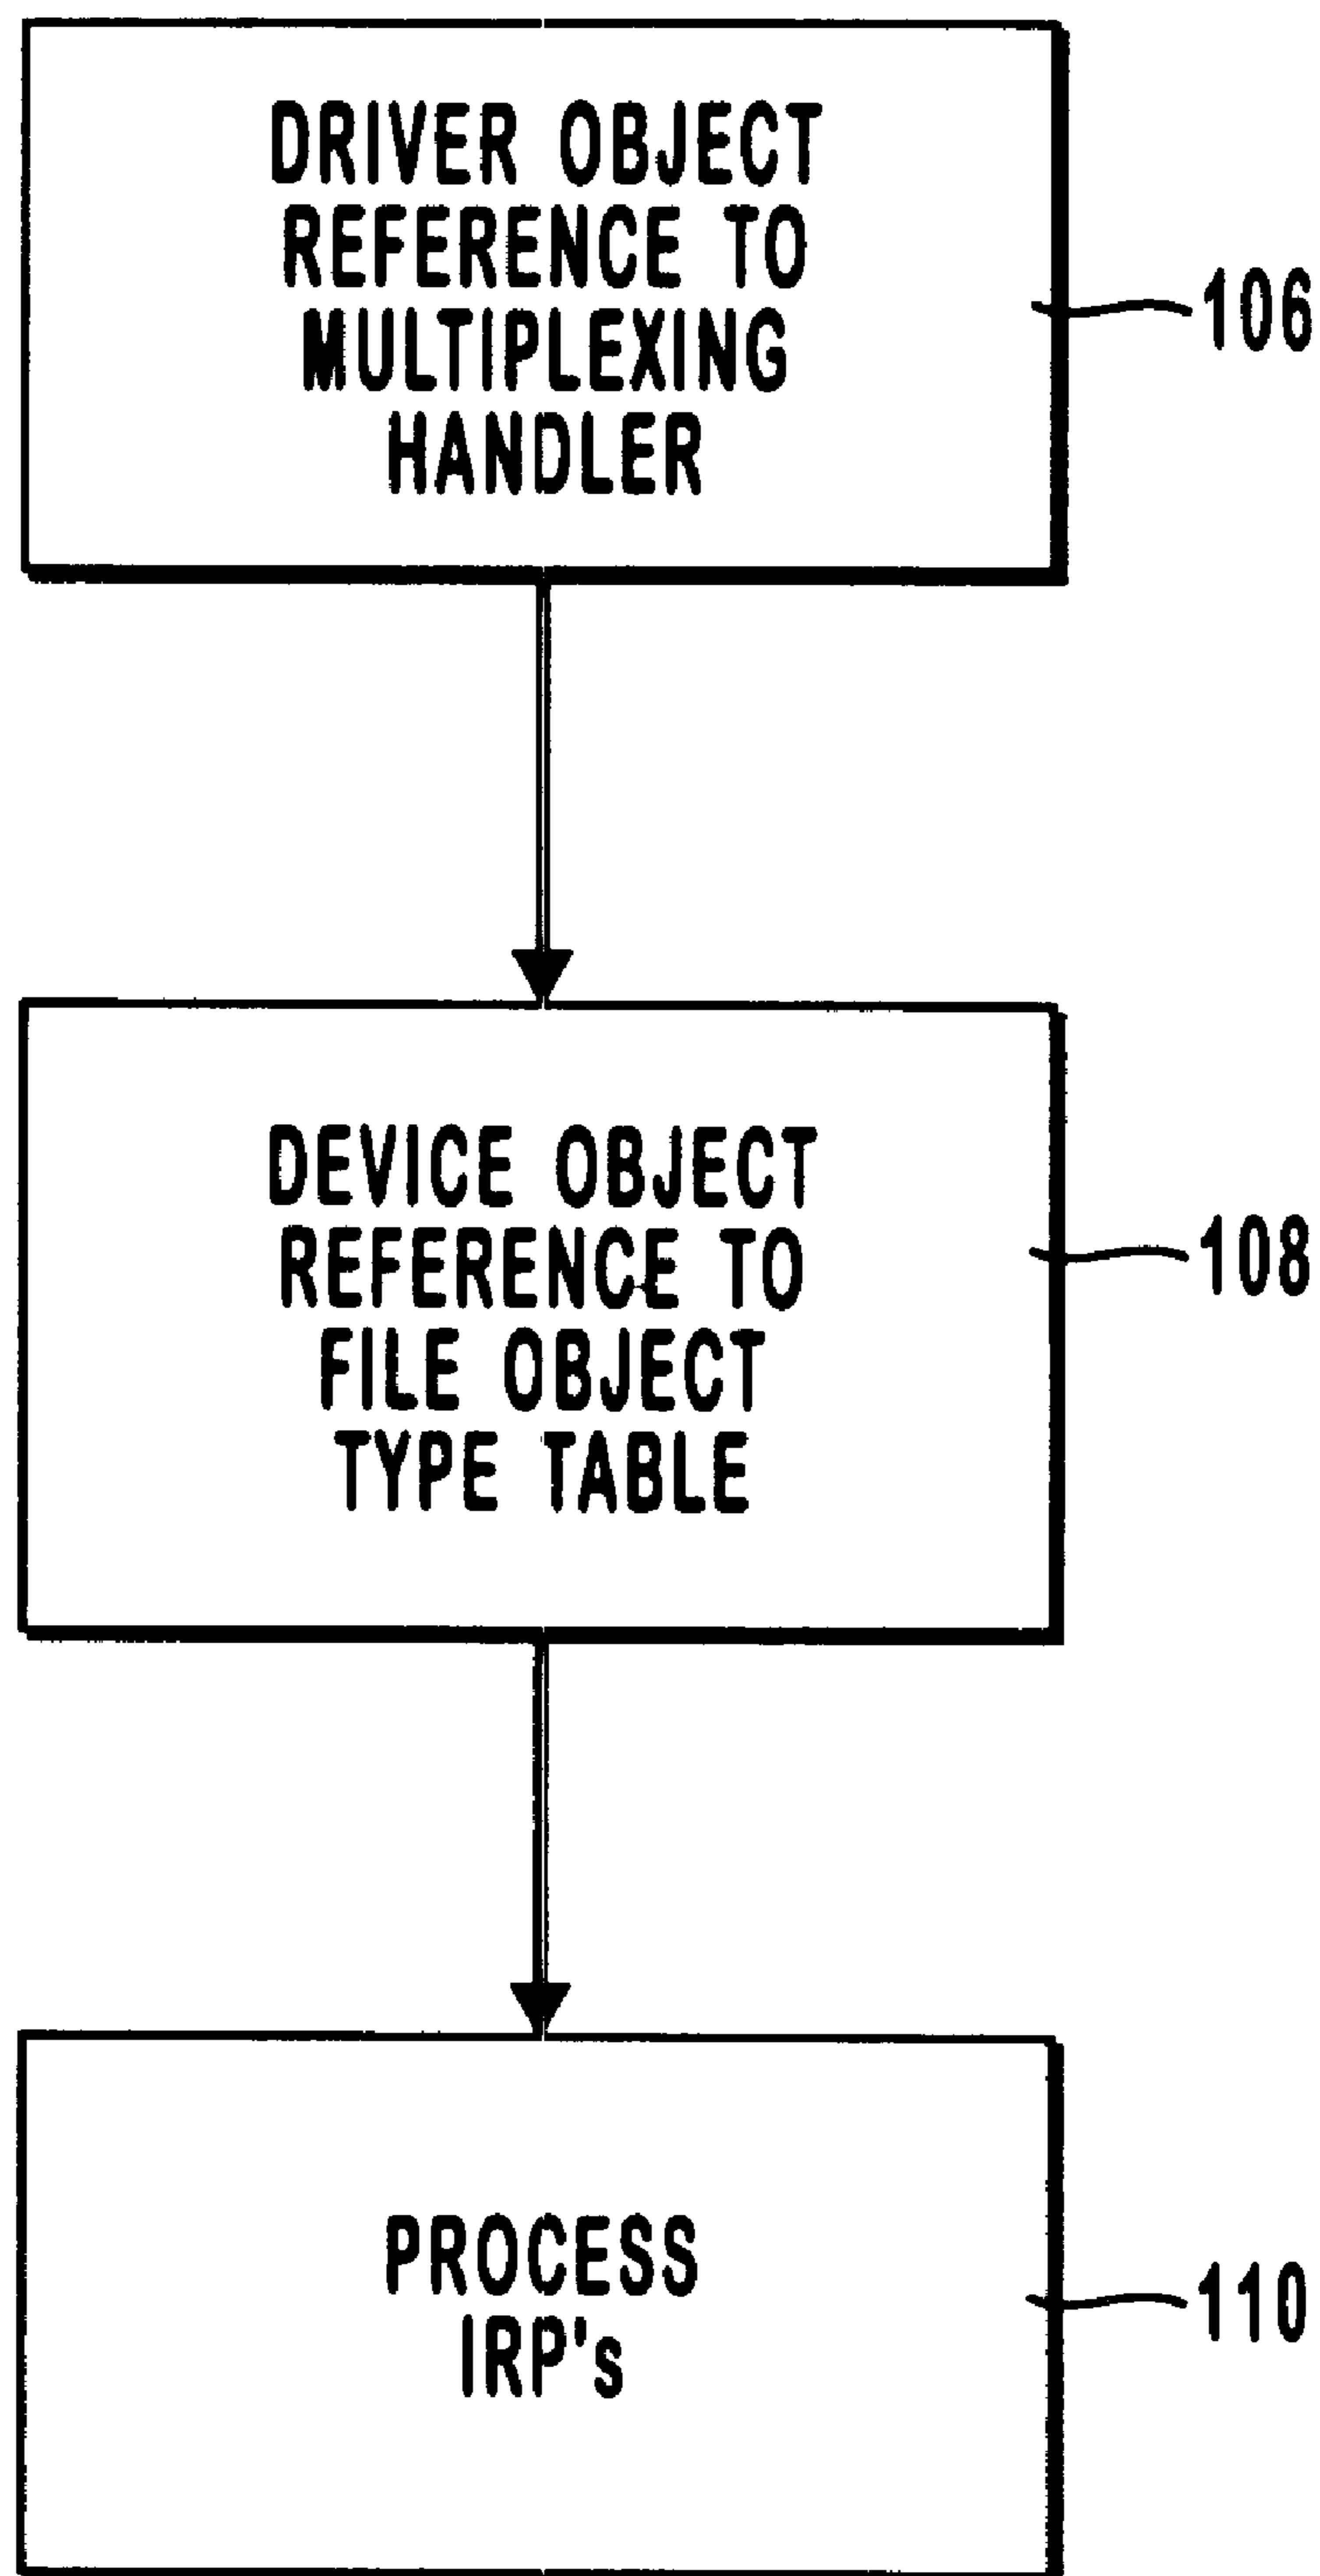 DRIVER OBJECT
REFERENCE TO
MULTIPLEXING
HANDLER
106
DEVICE OBJECT
REFERENCE TO
FILE OBJECT
TYPE TABLE
108
PROCESS
IRP's
110